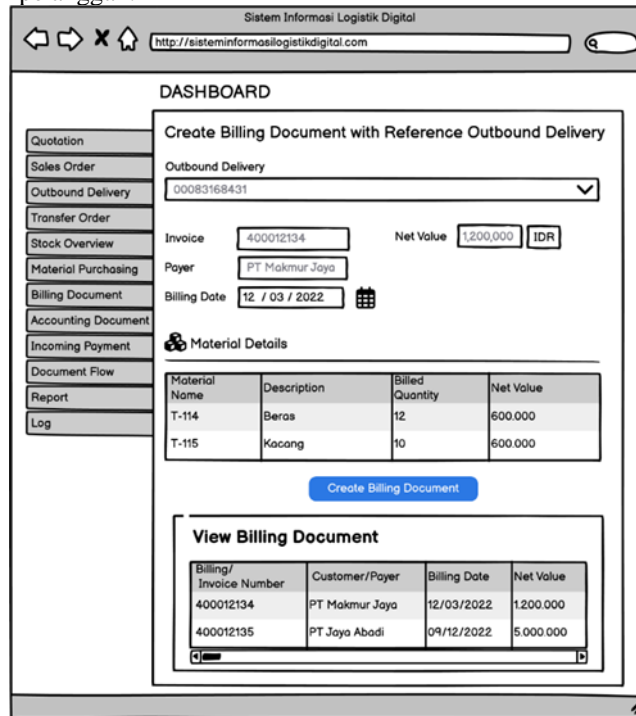 Sistem Informasi Logistik Digital
http://sisteminformasilogistikdigital.com
DASHBOARD
Quotation
Sales Order
Outbound Delivery
Transfer Order
Stock Overview
Material Purchasing
Billing Document
Accounting Document
Incoming Payment
Document Flow
Report
Log
Create Billing Document with Reference Outbound Delivery
Outbound Delivery
00083168431
Invoice 400012134 Net Value 1,200,000 IDR
Payer PT Makmur Jaya
Billing Date 12 / 03 / 2022
Material Details
Material Name Description Billed Quantity Net Value
T-114 Beras 12 600.000
T-115 Kacang 10 600.000
Create Billing Document
View Billing Document
Billing/ Invoice Number Customer/Payer Billing Date Net Value
400012134 PT Makmur Jaya 12/03/2022 1.200.000
400012135 PT Jaya Abadi 09/12/2022 5.000.000